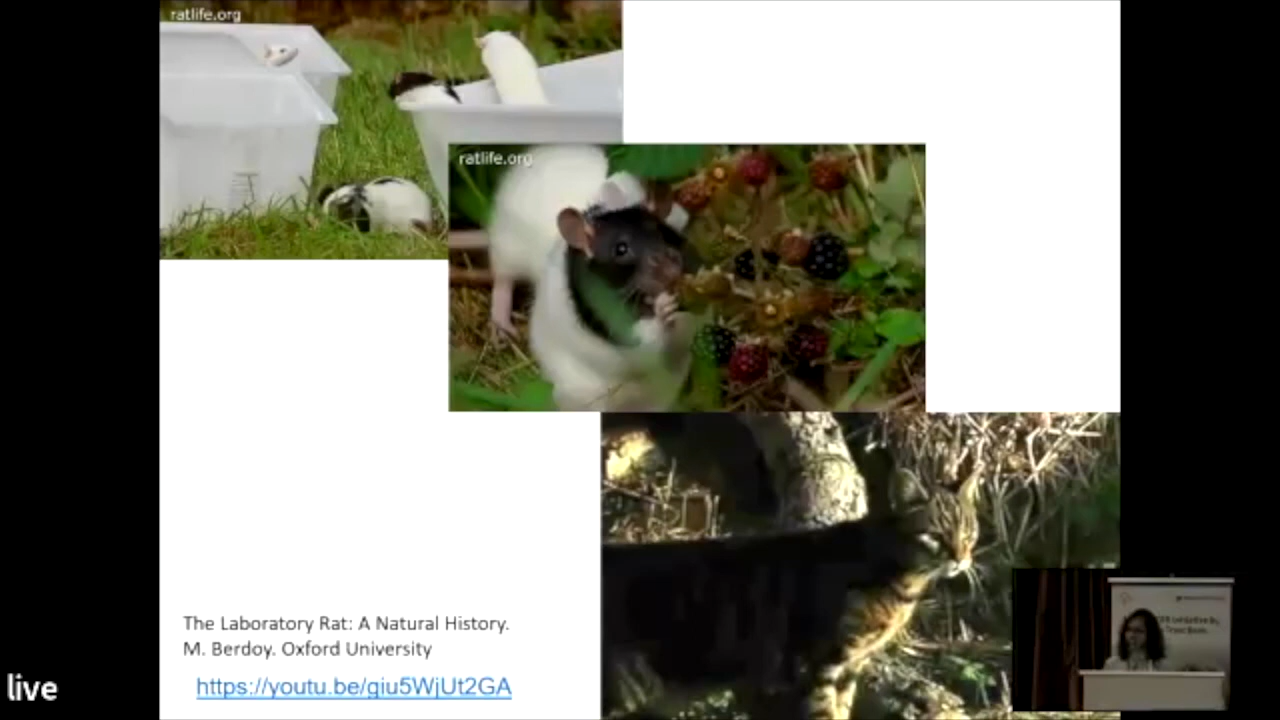 ratlife.org
ratlife.org
The Laboratory Rat: A Natural History.
M. Berdoy. Oxford University
https://youtu.be/giu5WjUt2GA
live